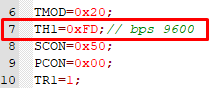 6 TMOD=0x20;
7 TH1=0xFD;// bps 9600
8 SCON=0x50;
9 PCON=0x00;
10 TR1=1;